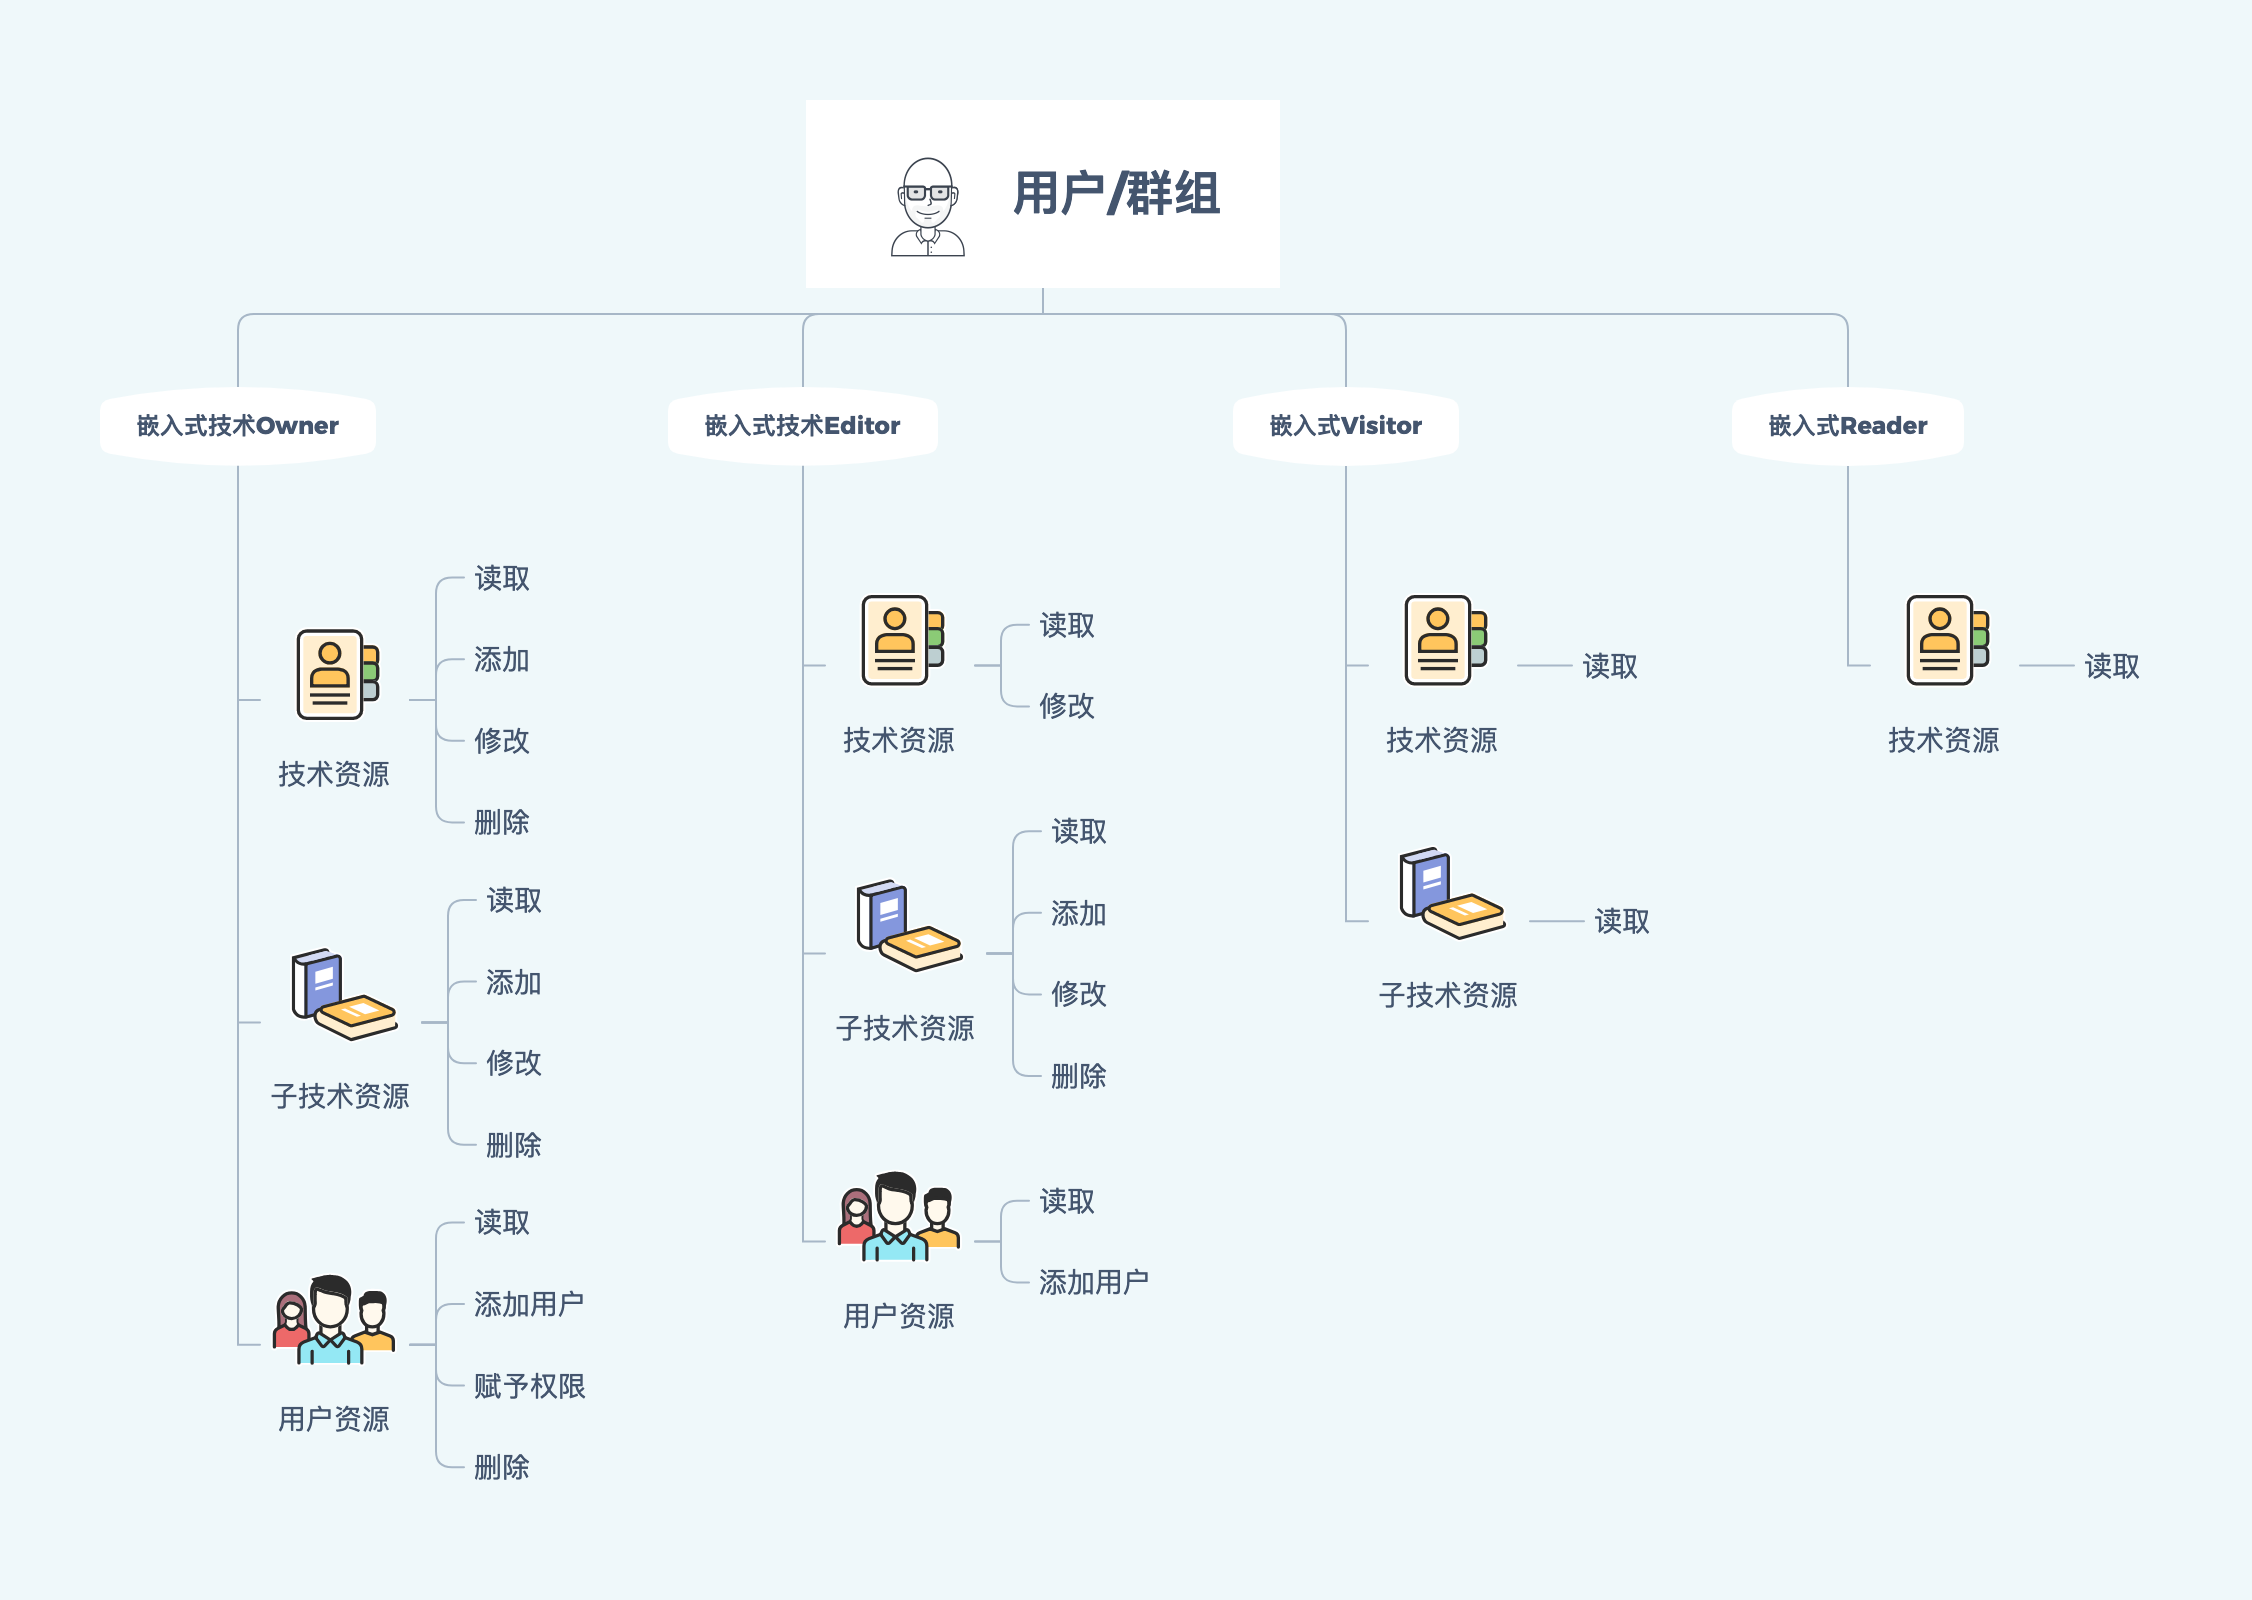 用户/群组
嵌入式技术Owner
技术资源
读取
添加
修改
删除
子技术资源
读取
添加
修改
删除
用户资源
读取
添加用户
赋予权限
删除
嵌入式技术Editor
技术资源
读取
修改
子技术资源
读取
添加
修改
删除
用户资源
读取
添加用户
嵌入式Visitor
技术资源
读取
子技术资源
读取
嵌入式Reader
技术资源
读取